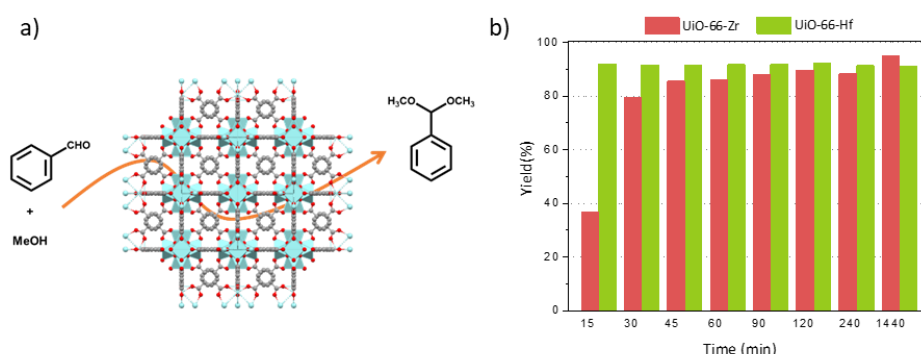 a)
CHO
+
MeOH
H₃CO
OCH₃
b)
UiO-66-Zr
UiO-66-Hf
100
80
60
40
20
0
Yield(%)
15 30 45 60 90 120 240 1440
Time (min)